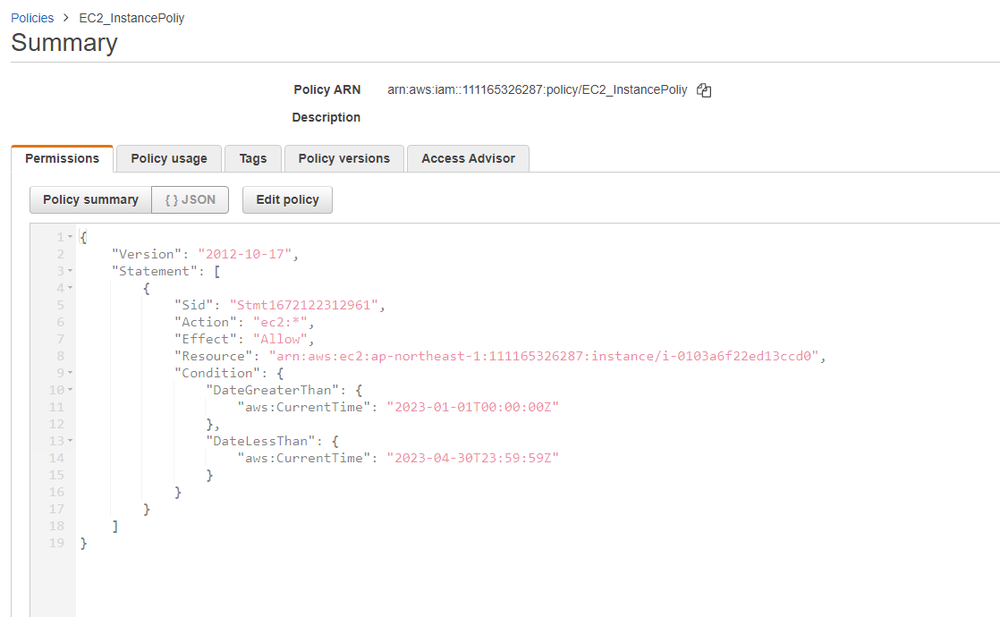 Policies > EC2_InstancePoliy
Summary
Policy ARN arn:aws:iam::111165326287:policy/EC2_InstancePoliy
Description
Permissions Policy usage Tags Policy versions Access Advisor
Policy summary { } JSON Edit policy
1 {
2 "Version": "2012-10-17",
3 "Statement": [
4 {
5 "Sid": "Stmt1672122312961",
6 "Action": "ec2:*",
7 "Effect": "Allow",
8 "Resource": "arn:aws:ec2:ap-northeast-1:111165326287:instance/i-0103a6f22ed13ccd0",
9 "Condition": {
10 "DateGreaterThan": {
11 "aws:CurrentTime": "2023-01-01T00:00:00Z"
12 },
13 "DateLessThan": {
14 "aws:CurrentTime": "2023-04-30T23:59:59Z"
15 }
16 }
17 }
18 ]
19 }